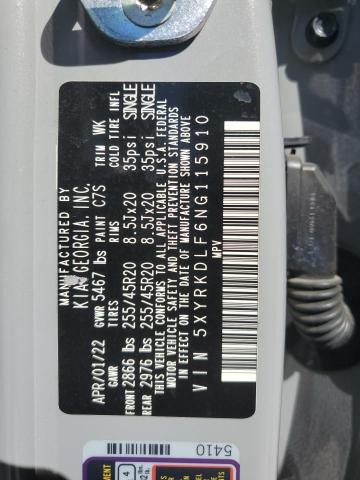 MANUFACTURED BY
KIA GEORGIA, INC.
APR/01/22 GVWR 5467 lbs PAINT C7S TRIM WK
GAWR TIRES RIMS COLD TIRE INFL
FRONT 2866 lbs 255/45R20 8.5Jx20 35psi SINGLE
REAR 2976 lbs 255/45R20 8.5Jx20 35psi SINGLE
THIS VEHICLE CONFORMS TO ALL APPLICABLE U.S.A. FEDERAL
MOTOR VEHICLE SAFETY AND THEFT PREVENTION STANDARDS
IN EFFECT ON THE DATE OF MANUFACTURE SHOWN ABOVE.
VIN 5XYRKDLF6NG115910
MPV
5410
4